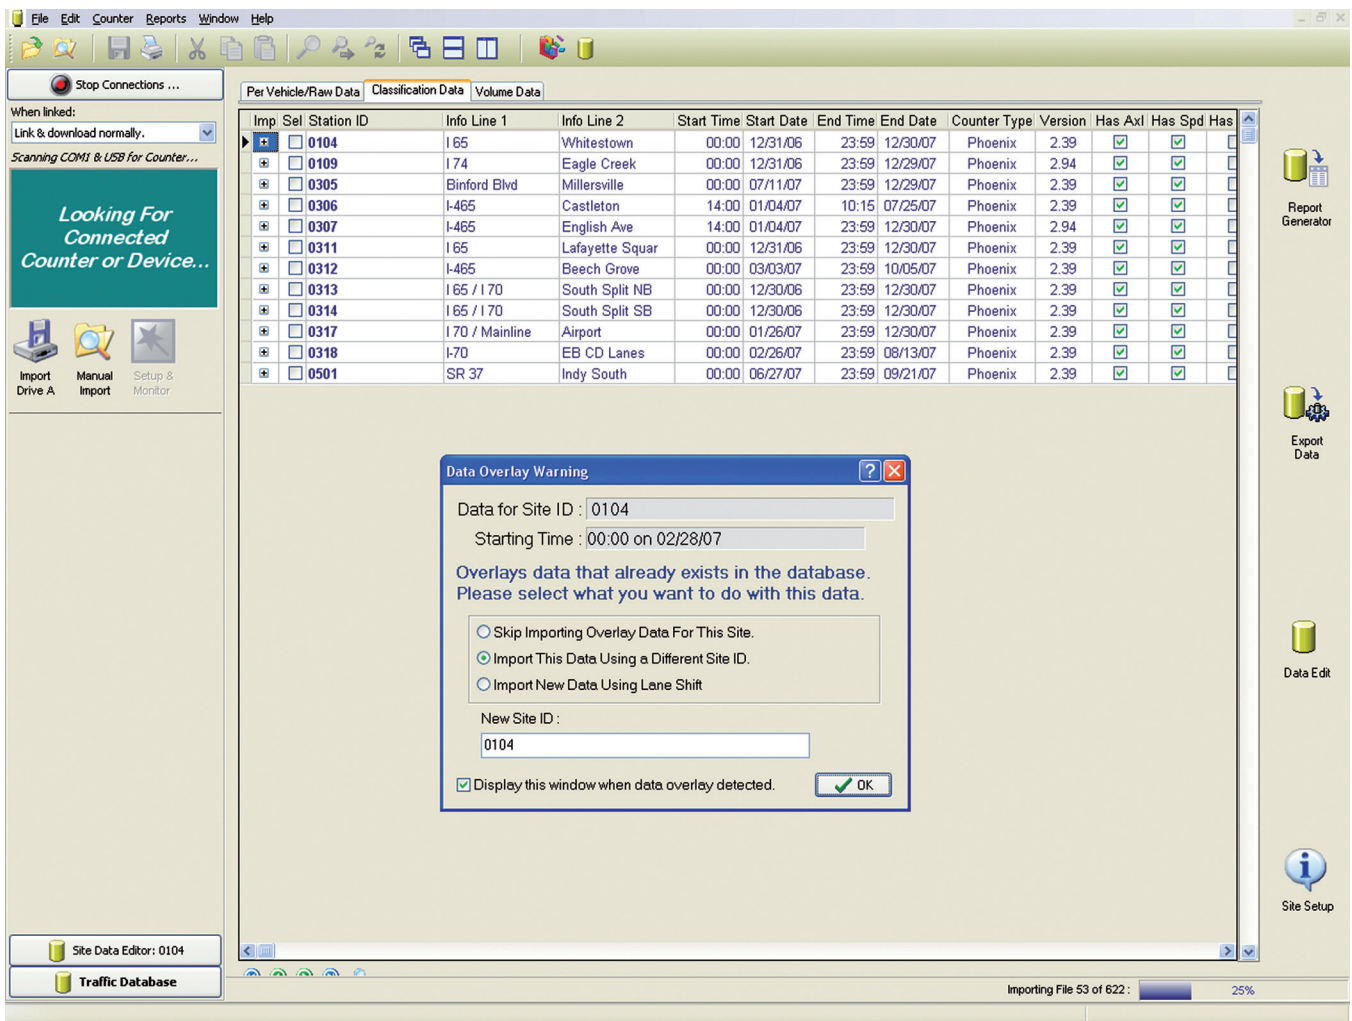 File Edit Counter Reports Window Help
Stop Connections ...
When linked:
Link & download normally.
Scanning COM1 & USB for Counter...
Looking For
Connected
Counter or Device...
Import
Drive A
Manual
Import
Setup &
Monitor
Site Data Editor: 0104
Traffic Database
Per Vehicle/Raw Data Classification Data Volume Data
Imp Sel Station ID Info Line 1 Info Line 2 Start Time Start Date End Time End Date Counter Type Version Has Axl Has Spd Has
0104 I 65 Whitestown 00:00 12/31/06 23:59 12/30/07 Phoenix 2.39
0109 I 74 Eagle Creek 00:00 12/31/06 23:59 12/29/07 Phoenix 2.94
0305 Binford Blvd Millersville 00:00 07/11/07 23:59 12/29/07 Phoenix 2.39
0306 I-465 Castleton 14:00 01/04/07 10:15 07/25/07 Phoenix 2.39
0307 I-465 English Ave 14:00 01/04/07 23:59 12/30/07 Phoenix 2.94
0311 I 65 Lafayette Squar 00:00 12/31/06 23:59 12/30/07 Phoenix 2.39
0312 I-465 Beech Grove 00:00 03/03/07 23:59 10/05/07 Phoenix 2.39
0313 I 65 / I 70 South Split NB 00:00 12/30/06 23:59 12/30/07 Phoenix 2.39
0314 I 65 / I 70 South Split SB 00:00 12/30/06 23:59 12/30/07 Phoenix 2.39
0317 I 70 / Mainline Airport 00:00 01/26/07 23:59 12/30/07 Phoenix 2.39
0318 I-70 EB CD Lanes 00:00 02/26/07 23:59 08/13/07 Phoenix 2.39
0501 SR 37 Indy South 00:00 06/27/07 23:59 09/21/07 Phoenix 2.39
Data Overlay Warning
Data for Site ID : 0104
Starting Time : 00:00 on 02/28/07
Overlays data that already exists in the database.
Please select what you want to do with this data.
Skip Importing Overlay Data For This Site.
Import This Data Using a Different Site ID.
Import New Data Using Lane Shift
New Site ID :
0104
Display this window when data overlay detected.
OK
Report
Generator
Export
Data
Data Edit
Site Setup
Importing File 53 of 622 : 25%